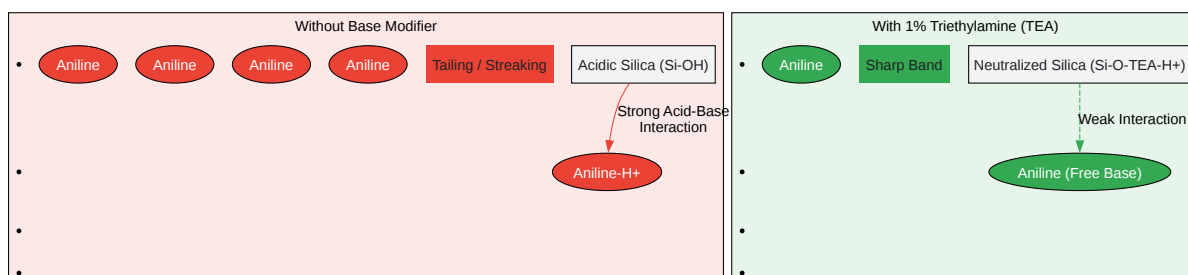 Without Base Modifier
Aniline
Aniline
Aniline
Aniline
Tailing / Streaking
Acidic Silica (Si-OH)
Strong Acid-Base
Interaction
Aniline-H+
With 1% Triethylamine (TEA)
Aniline
Sharp Band
Neutralized Silica (Si-O-TEA-H+)
Weak Interaction
Aniline (Free Base)